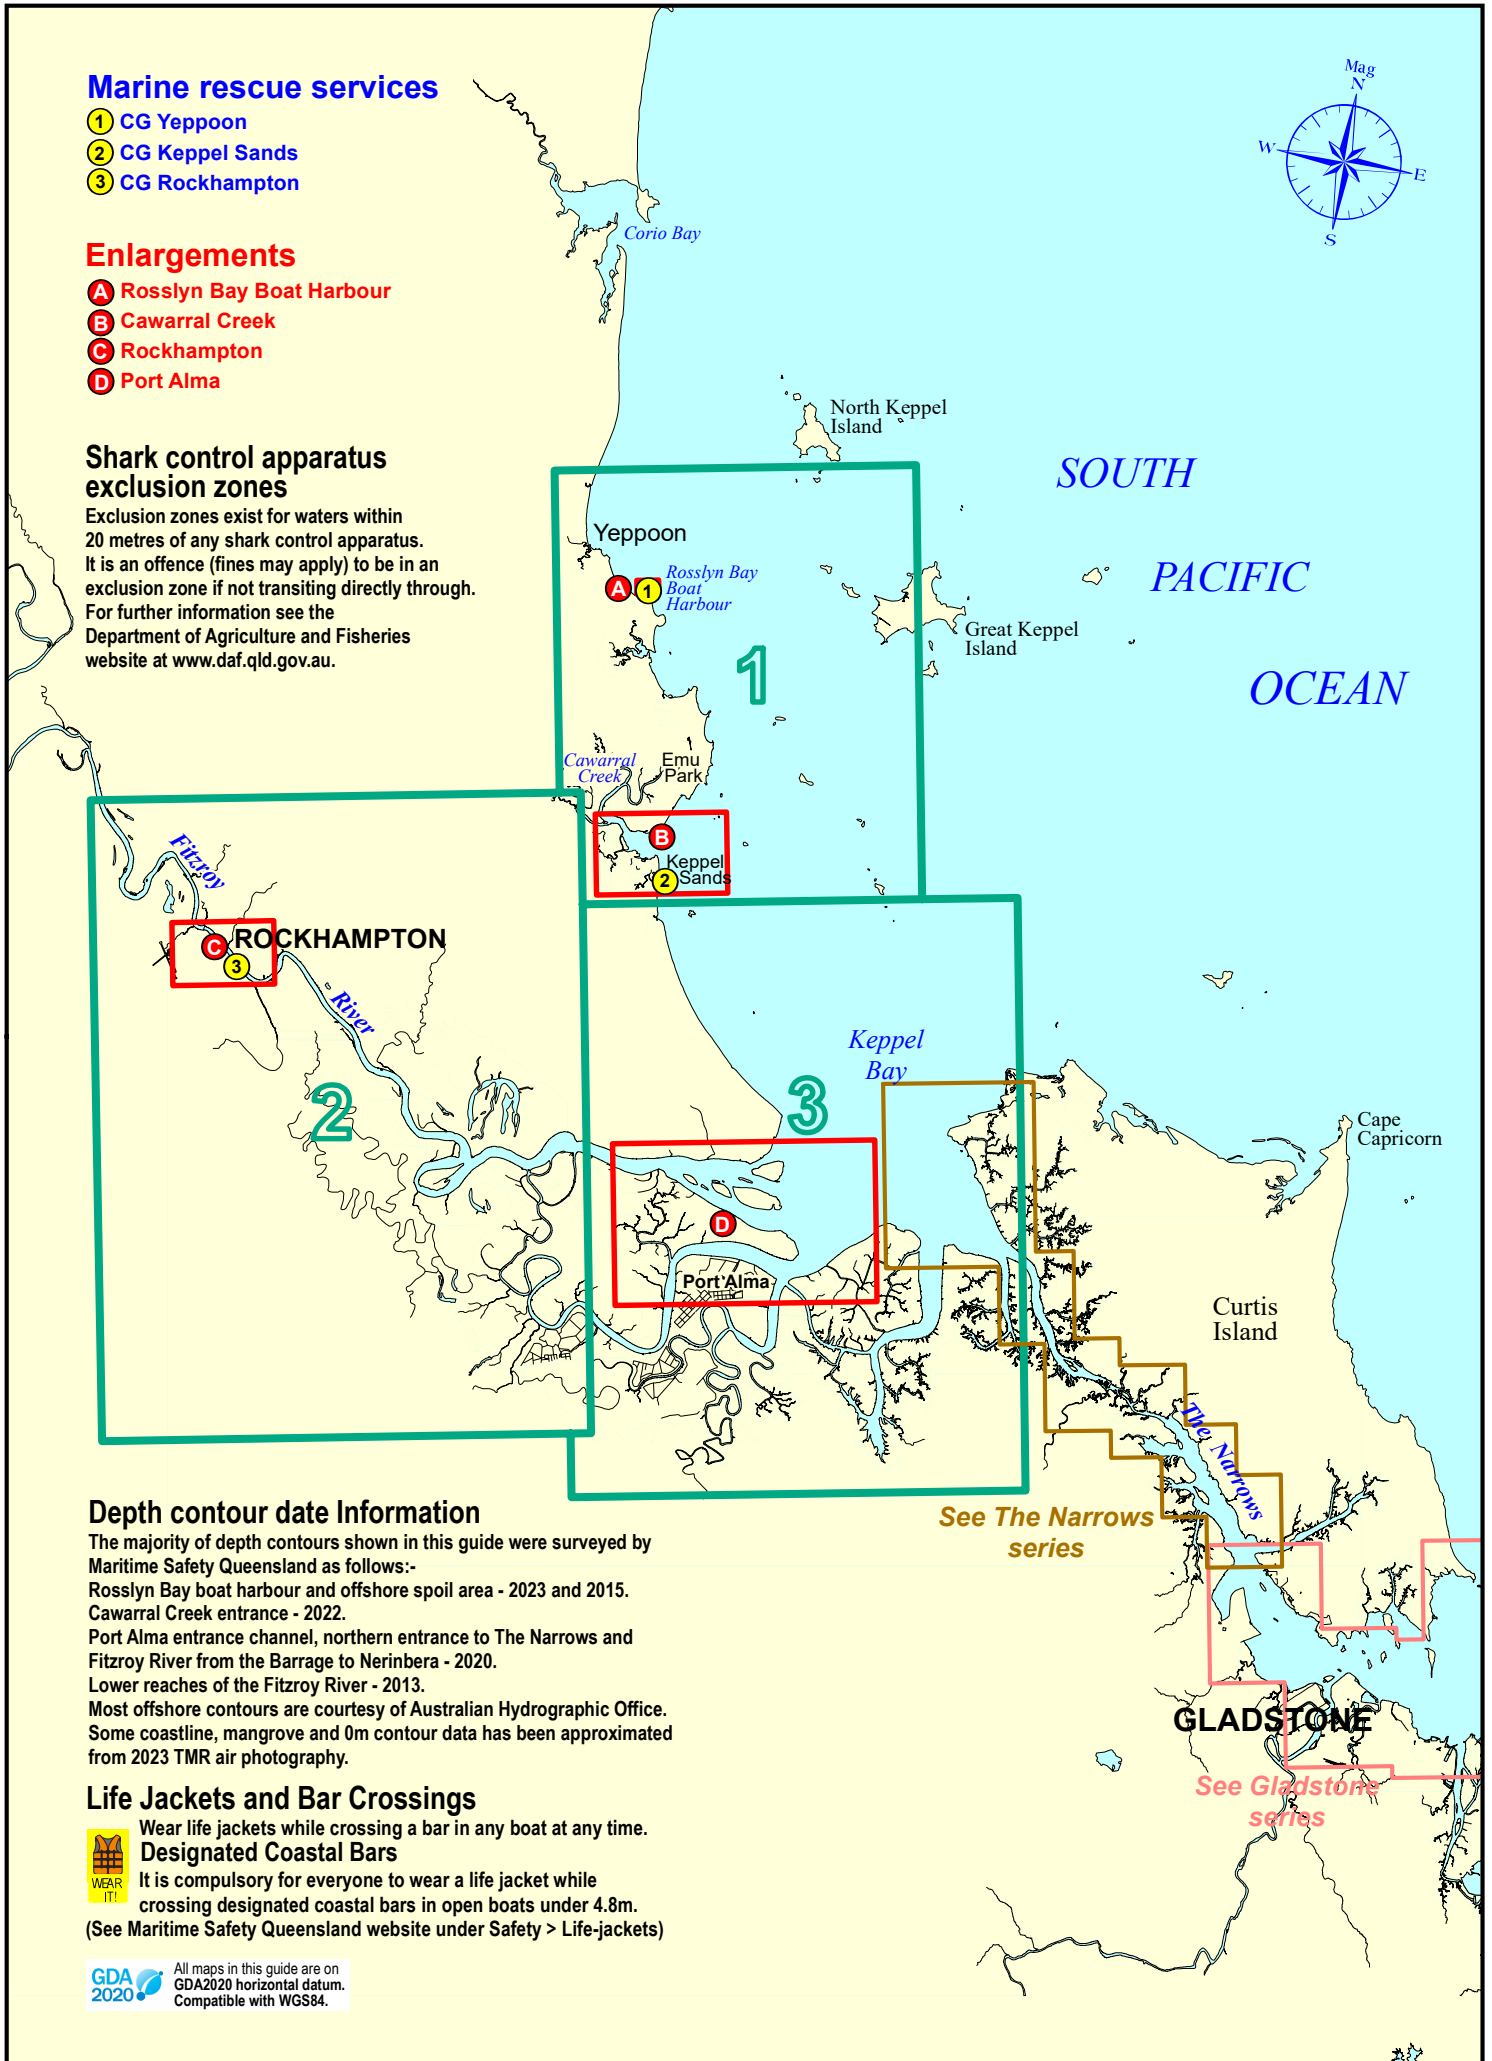 Marine rescue services
1 CG Yeppoon
2 CG Keppel Sands
3 CG Rockhampton
Enlargements
A Rosslyn Bay Boat Harbour
B Cawarral Creek
C Rockhampton
D Port Alma
Shark control apparatus
exclusion zones
Exclusion zones exist for waters within
20 metres of any shark control apparatus.
It is an offence (fines may apply) to be in an
exclusion zone if not transiting directly through.
For further information see the
Department of Agriculture and Fisheries
website at www.daf.qld.gov.au.
Mag
N
W
E
S
Corio Bay
North Keppel
Island
SOUTH
PACIFIC
OCEAN
Yeppoon
A
1
Rosslyn Bay
Boat
Harbour
Great Keppel
Island
1
Cawarral
Creek
Emu
Park
B
Keppel
Sands
2
Fitzroy
C
ROCKHAMPTON
3
River
2
Keppel
Bay
3
Cape
Capricorn
D
Port Alma
Curtis
Island
The Narrows
See The Narrows
series
GLADSTONE
See Gladstone
series
Depth contour date Information
The majority of depth contours shown in this guide were surveyed by
Maritime Safety Queensland as follows:-
Rosslyn Bay boat harbour and offshore spoil area - 2023 and 2015.
Cawarral Creek entrance - 2022.
Port Alma entrance channel, northern entrance to The Narrows and
Fitzroy River from the Barrage to Nerinbera - 2020.
Lower reaches of the Fitzroy River - 2013.
Most offshore contours are courtesy of Australian Hydrographic Office.
Some coastline, mangrove and 0m contour data has been approximated
from 2023 TMR air photography.
Life Jackets and Bar Crossings
Wear life jackets while crossing a bar in any boat at any time.
Designated Coastal Bars
It is compulsory for everyone to wear a life jacket while
crossing designated coastal bars in open boats under 4.8m.
(See Maritime Safety Queensland website under Safety > Life-jackets)
WEAR
IT!
GDA
2020
All maps in this guide are on
GDA2020 horizontal datum.
Compatible with WGS84.